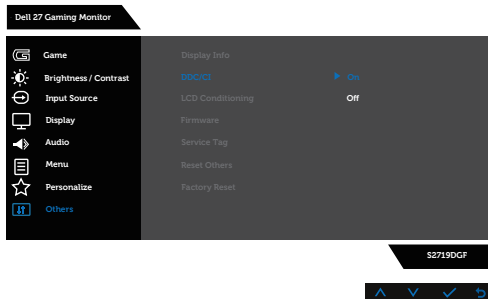 Dell 27 Gaming Monitor
Game
Display Info
Brightness / Contrast
DDC/CI
On
Input Source
LCD Conditioning
Off
Display
Firmware
Audio
Service Tag
Menu
Reset Others
Personalize
Factory Reset
Others
S2719DGF